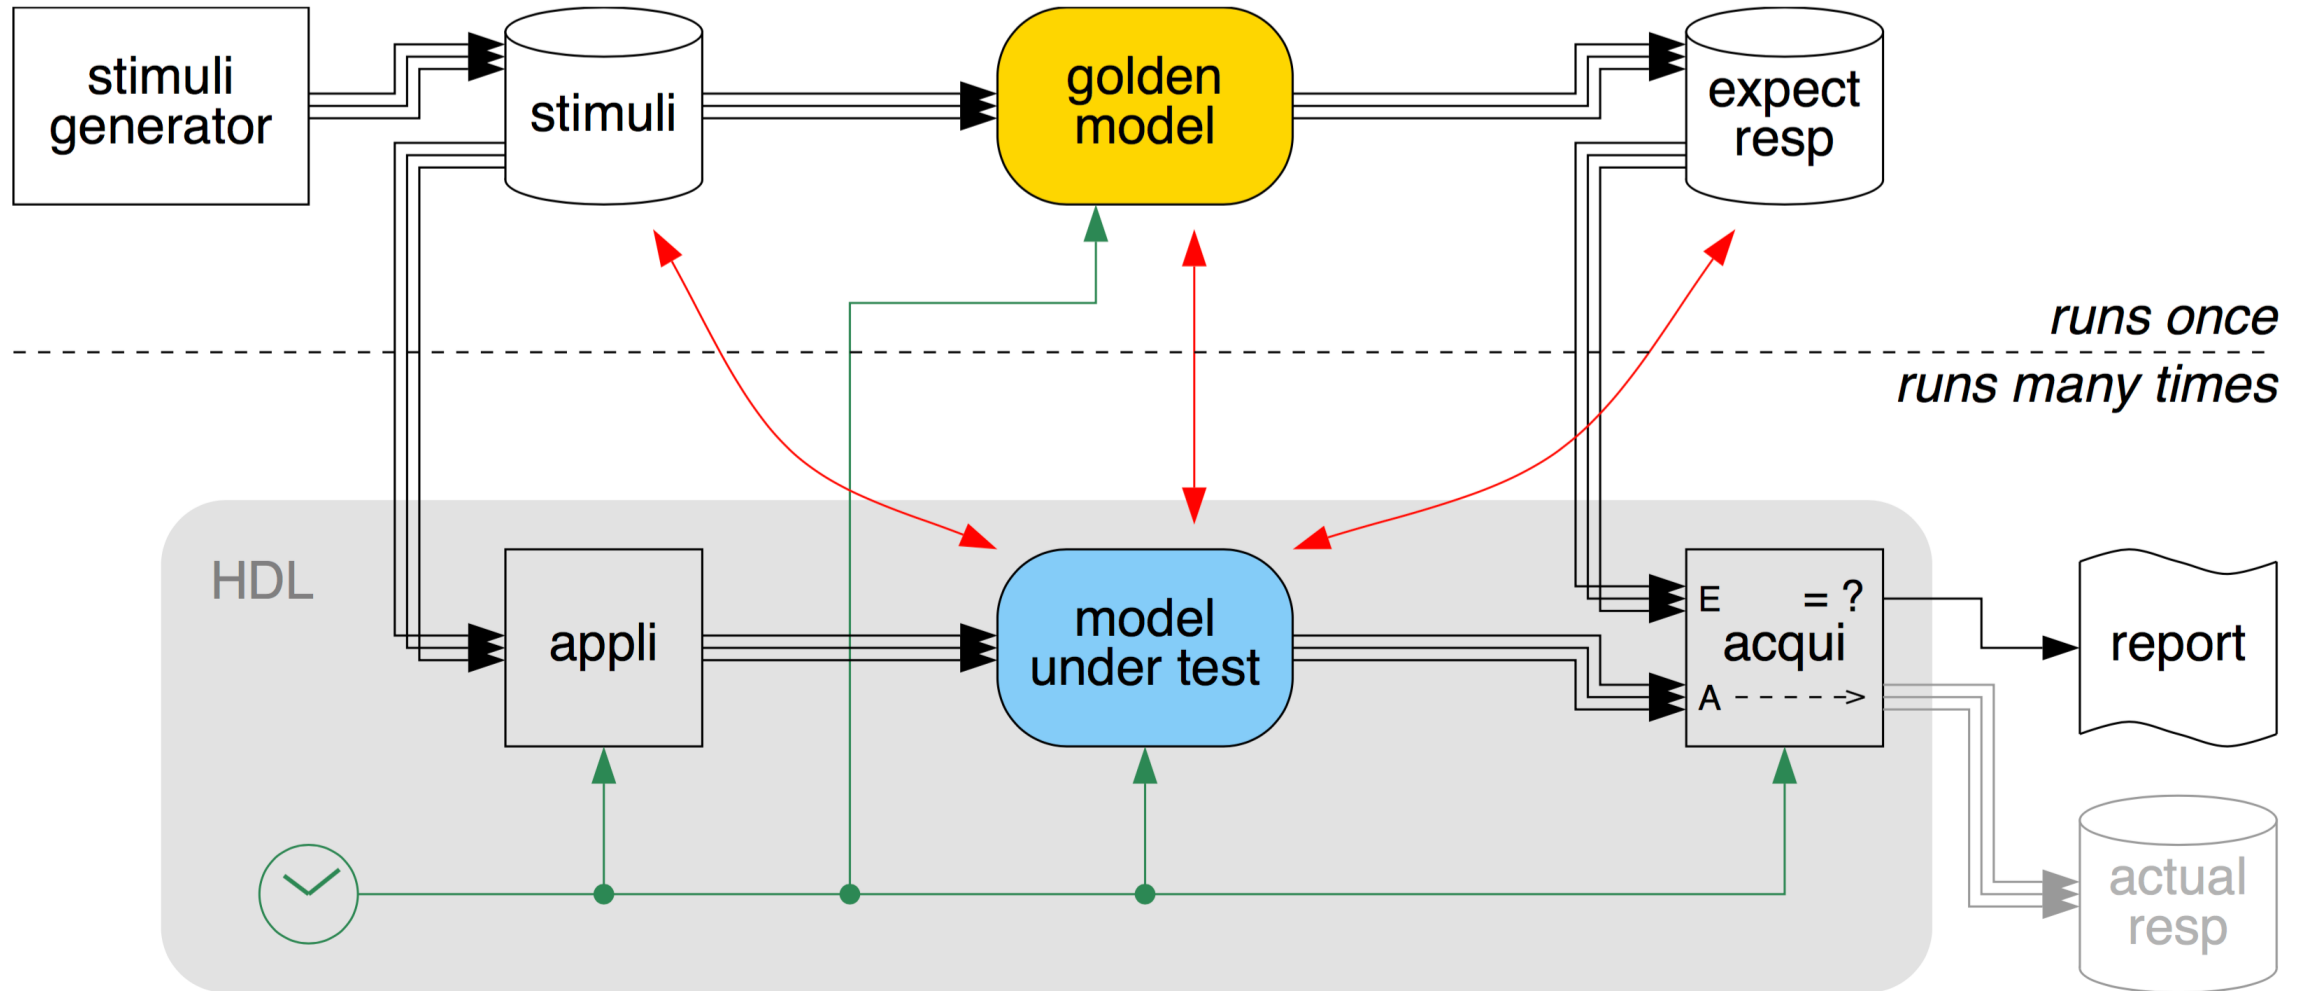 stimuli
generator
stimuli
golden
model
expect
resp
runs once
runs many times
HDL
appli
model
under test
E = ?
acqui
A
report
actual
resp